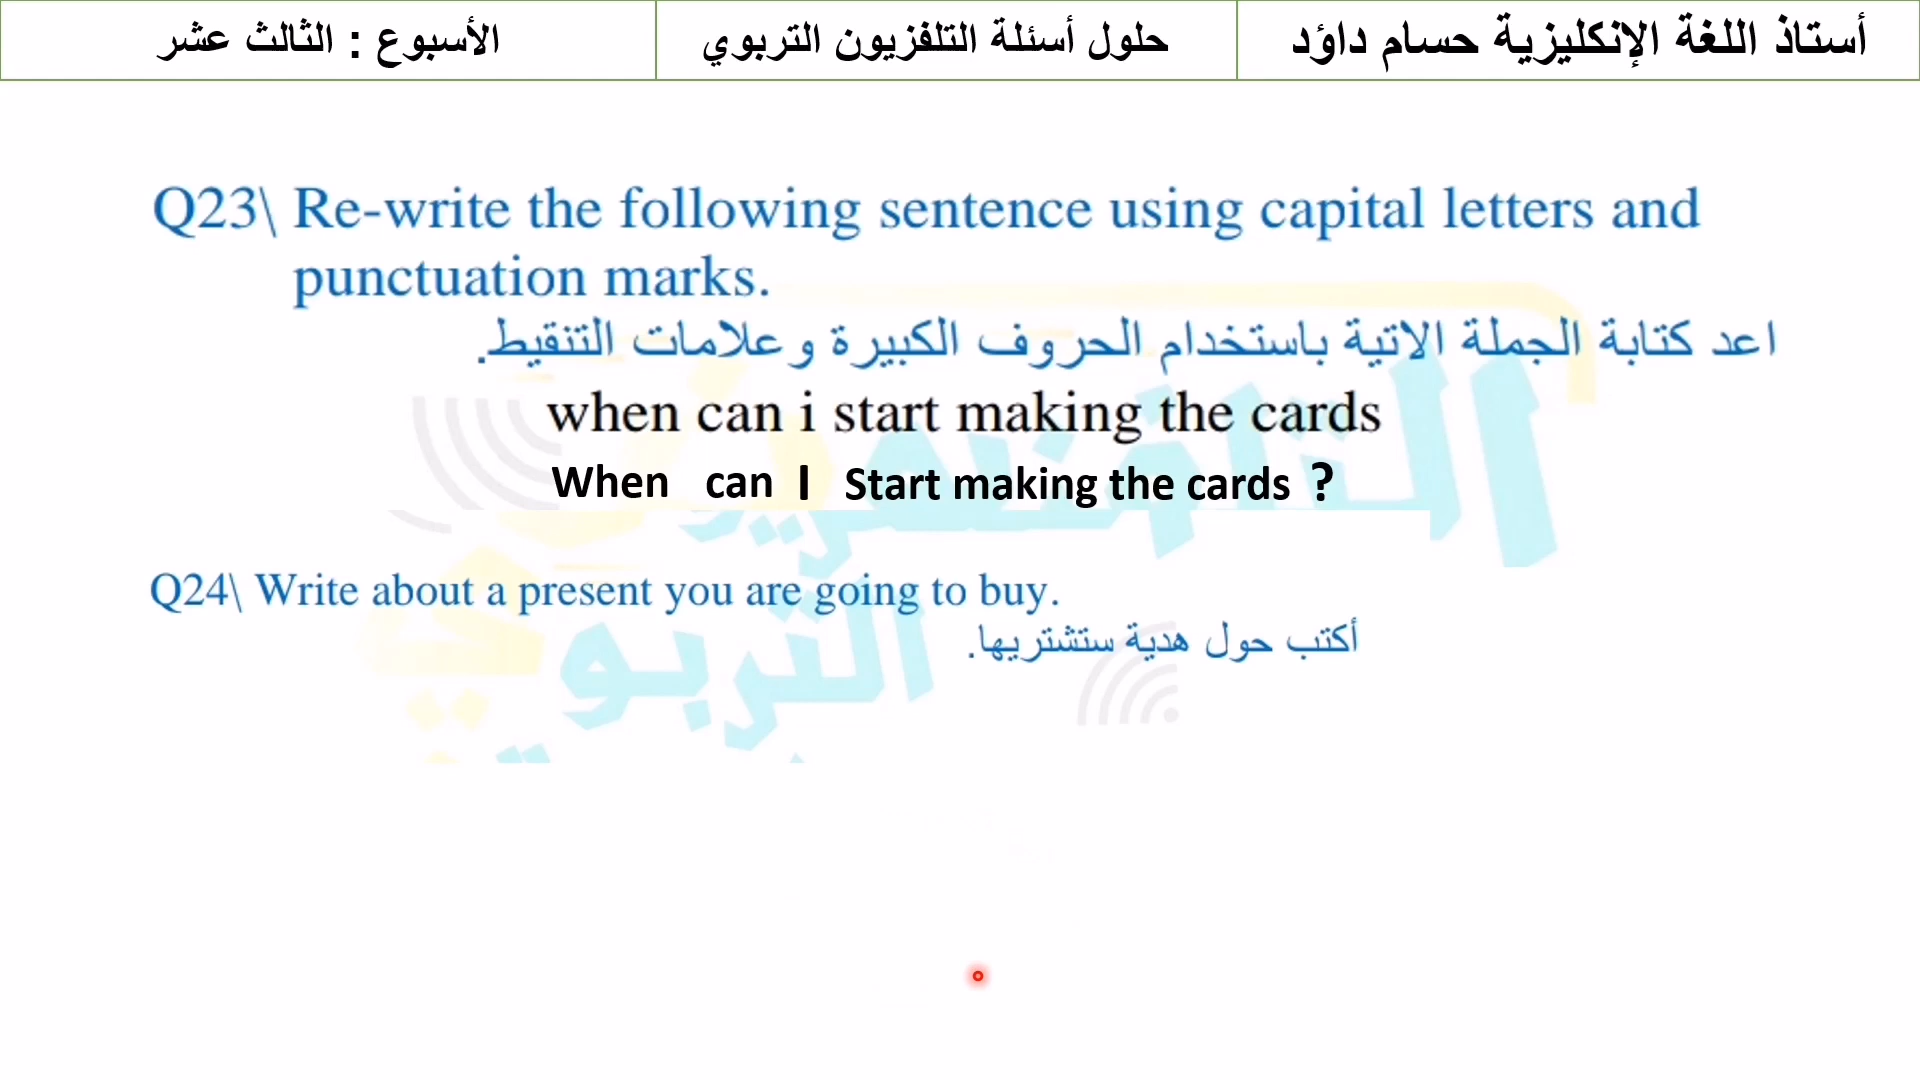 أستاذ اللغة الإنكليزية حسام داؤد
حلول أسئلة التلفزيون التربوي
الأسبوع : الثالث عشر
Q23\ Re-write the following sentence using capital letters and
punctuation marks.
اعد كتابة الجملة الاتية باستخدام الحروف الكبيرة وعلامات التنقيط.
when can i start making the cards
When can I Start making the cards ?
Q24\ Write about a present you are going to buy.
أكتب حول هدية ستشتريها.
التلفزيون
التربوي